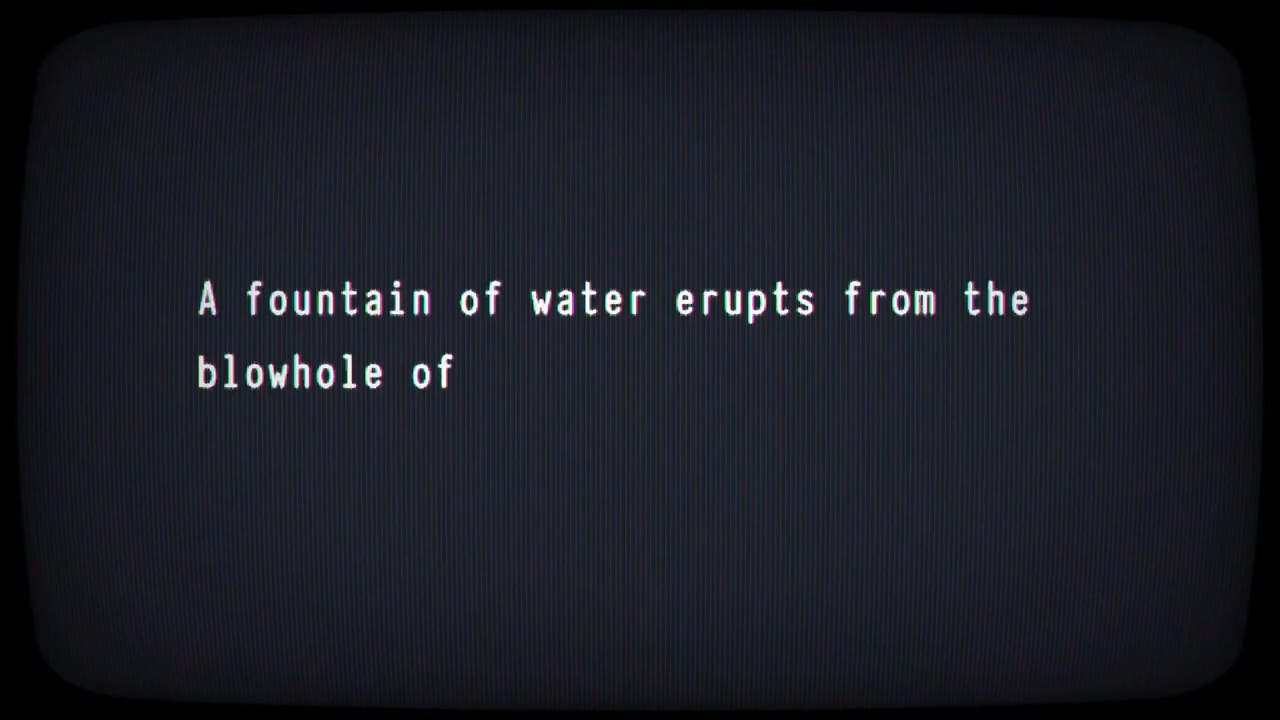 A fountain of water erupts from the
blowhole of